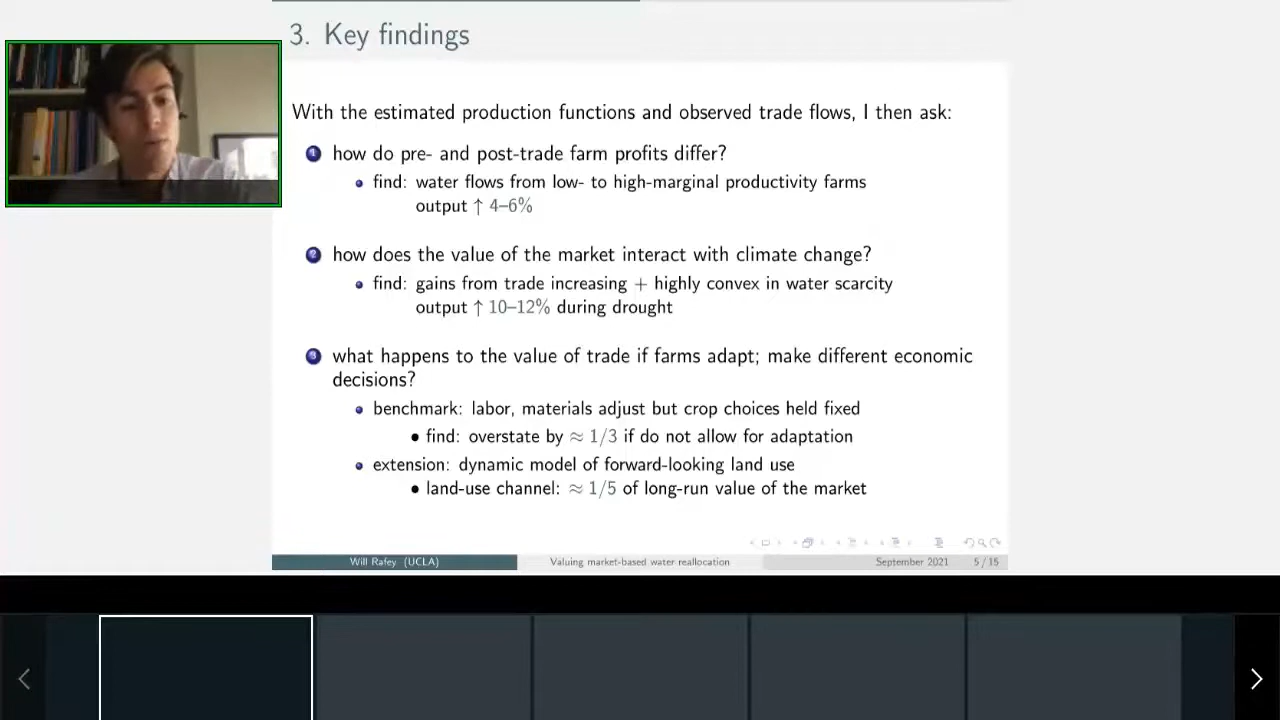 3. Key findings
With the estimated production functions and observed trade flows, I then ask:
1 how do pre- and post-trade farm profits differ?
• find: water flows from low- to high-marginal productivity farms
output ↑ 4–6%
2 how does the value of the market interact with climate change?
• find: gains from trade increasing + highly convex in water scarcity
output ↑ 10–12% during drought
3 what happens to the value of trade if farms adapt; make different economic
decisions?
• benchmark: labor, materials adjust but crop choices held fixed
• find: overstate by ≈ 1/3 if do not allow for adaptation
• extension: dynamic model of forward-looking land use
• land-use channel: ≈ 1/5 of long-run value of the market
Will Rafey (UCLA) Valuing market-based water reallocation September 2021 5 / 15